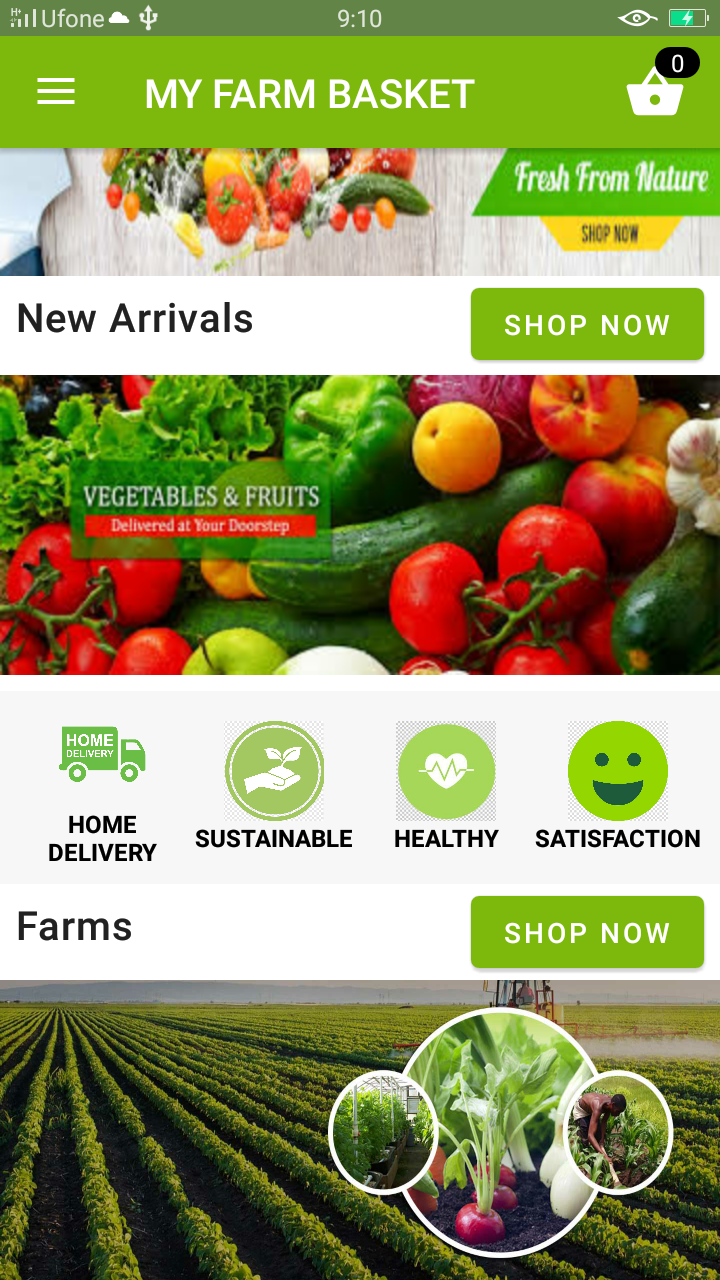 Ufone 9:10
MY FARM BASKET
0
Fresh From Nature
SHOP NOW
New Arrivals
SHOP NOW
VEGETABLES & FRUITS
Delivered at Your Doorstep
HOME
DELIVERY
HOME
DELIVERY
SUSTAINABLE
HEALTHY
SATISFACTION
Farms
SHOP NOW